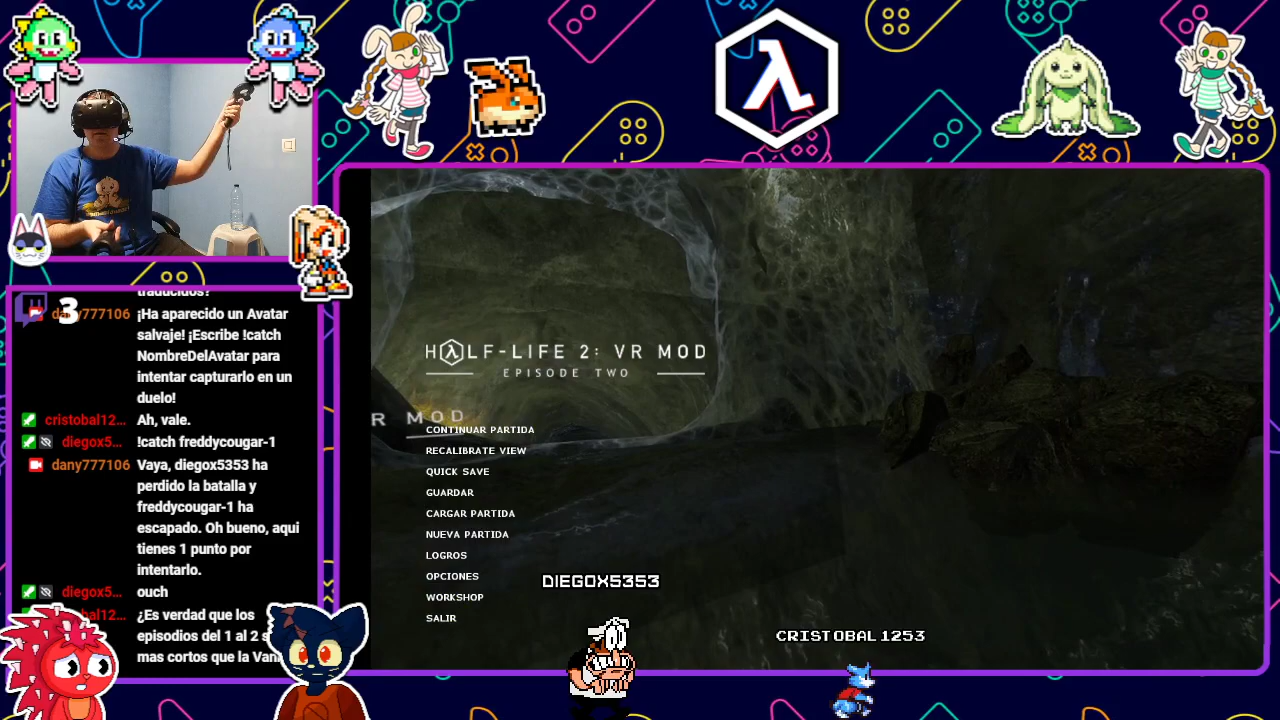 traducidos?
3
dany777106 ¡Ha aparecido un Avatar
salvaje! ¡Escribe !catch
NombreDelAvatar para
intentar capturarlo en un
duelo!
cristobal12... Ah, vale.
diegox5... !catch freddycougar-1
dany777106 Vaya, diegox5353 ha
perdido la batalla y
freddycougar-1 ha
escapado. Oh bueno, aqui
tienes 1 punto por
intentarlo.
diegox5... ouch
¿Es verdad que los
episodios del 1 al 2
mas cortos que la
HλLF-LIFE 2: VR MOD
EPISODE TWO
R MOD
CONTINUAR PARTIDA
RECALIBRATE VIEW
QUICK SAVE
GUARDAR
CARGAR PARTIDA
NUEVA PARTIDA
LOGROS
OPCIONES
WORKSHOP
SALIR
DIEGOX5353
CRISTOBAL1253
λ